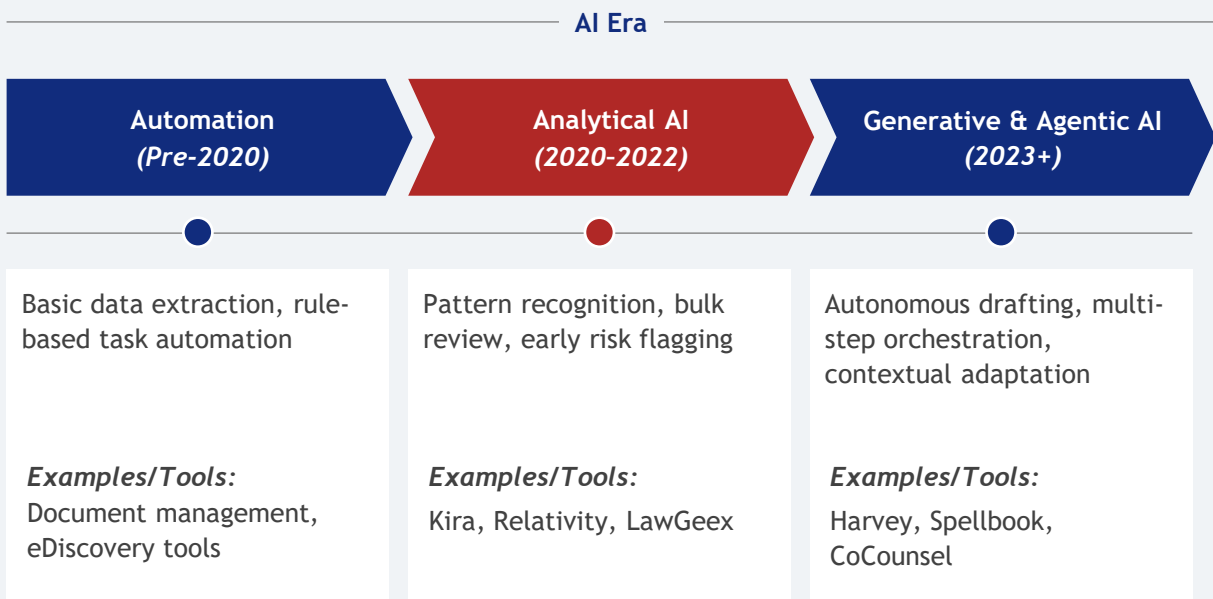 AI Era
Automation
(Pre-2020)
Analytical AI
(2020–2022)
Generative & Agentic AI
(2023+)
Basic data extraction, rule-
based task automation
Examples/Tools:
Document management,
eDiscovery tools
Pattern recognition, bulk
review, early risk flagging
Examples/Tools:
Kira, Relativity, LawGeex
Autonomous drafting, multi-
step orchestration,
contextual adaptation
Examples/Tools:
Harvey, Spellbook,
CoCounsel